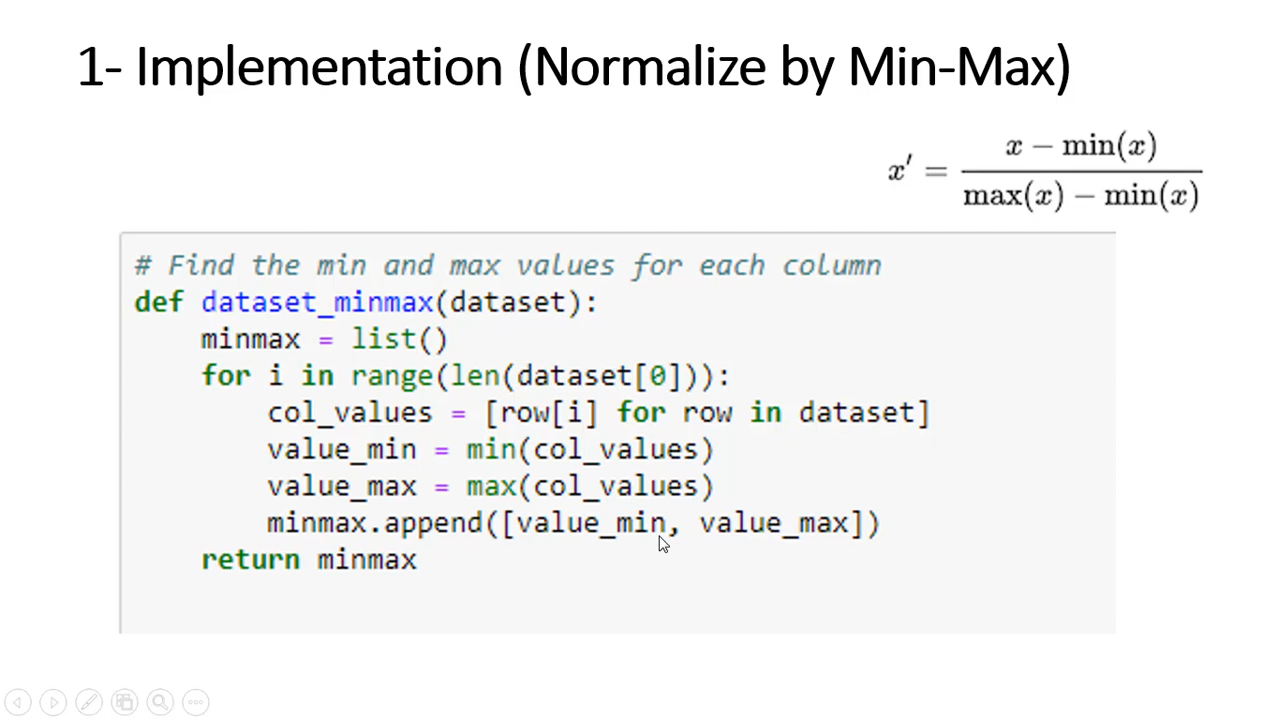 1- Implementation (Normalize by Min-Max)
x′ = x − min(x) / max(x) − min(x)
# Find the min and max values for each column
def dataset_minmax(dataset):
    minmax = list()
    for i in range(len(dataset[0])):
        col_values = [row[i] for row in dataset]
        value_min = min(col_values)
        value_max = max(col_values)
        minmax.append([value_min, value_max])
    return minmax